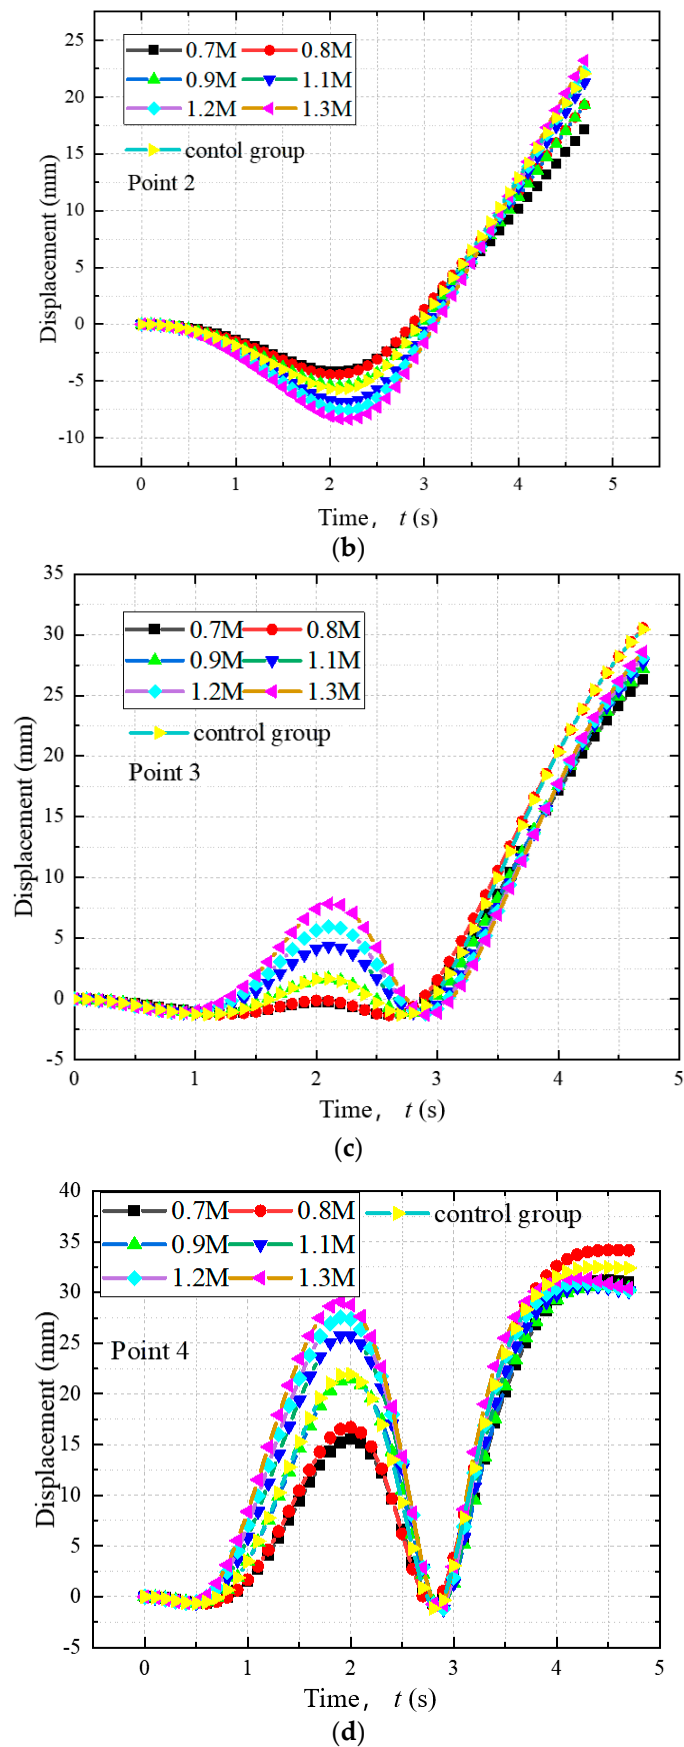 25
20
15
10
5
0
-5
-10
Displacement (mm)
0.7M 0.8M
0.9M 1.1M
1.2M 1.3M
contol group
Point 2
0 1 2 3 4 5
Time， t (s)
(b)
35
30
25
20
15
10
5
0
-5
Displacement (mm)
0.7M 0.8M
0.9M 1.1M
1.2M 1.3M
control group
Point 3
0 1 2 3 4 5
Time， t (s)
(c)
40
35
30
25
20
15
10
5
0
-5
Displacement (mm)
0.7M 0.8M control group
0.9M 1.1M
1.2M 1.3M
Point 4
0 1 2 3 4 5
Time， t (s)
(d)